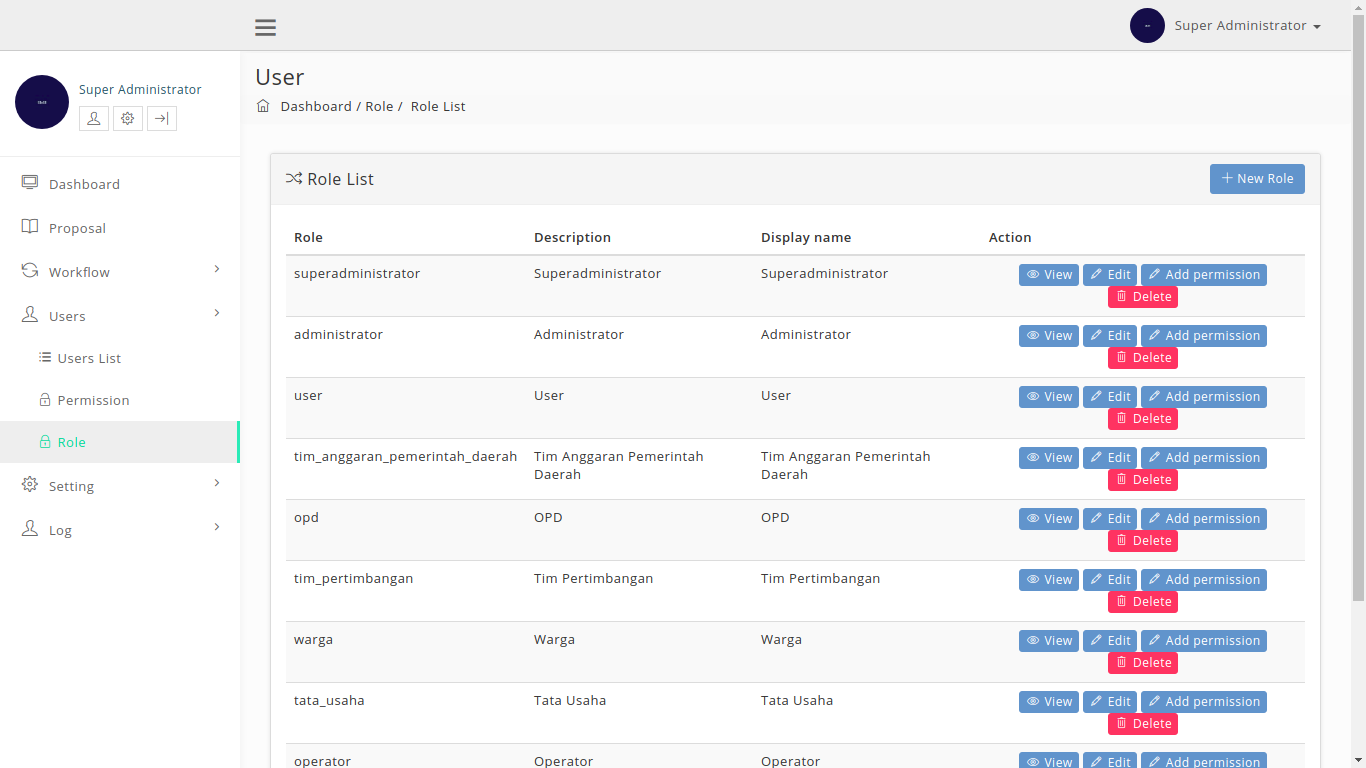 Super Administrator
Super Administrator
Dashboard
Proposal
Workflow
Users
Users List
Permission
Role
Setting
Log
User
Dashboard / Role / Role List
Role List
New Role
Role Description Display name Action
superadministrator Superadministrator Superadministrator View Edit Add permission
Delete
administrator Administrator Administrator View Edit Add permission
Delete
user User User View Edit Add permission
Delete
tim_anggaran_pemerintah_daerah Tim Anggaran Pemerintah Tim Anggaran Pemerintah View Edit Add permission
Daerah Daerah Delete
opd OPD OPD View Edit Add permission
Delete
tim_pertimbangan Tim Pertimbangan Tim Pertimbangan View Edit Add permission
Delete
warga Warga Warga View Edit Add permission
Delete
tata_usaha Tata Usaha Tata Usaha View Edit Add permission
Delete
operator Operator Operator View Edit Add permission